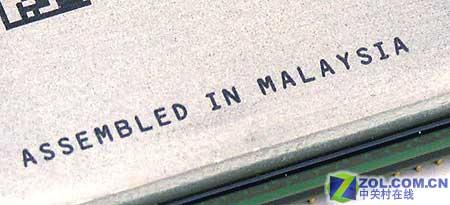 ASSEMBLED IN MALAYSIA
Z ZOL.COM.CN
中关村在线